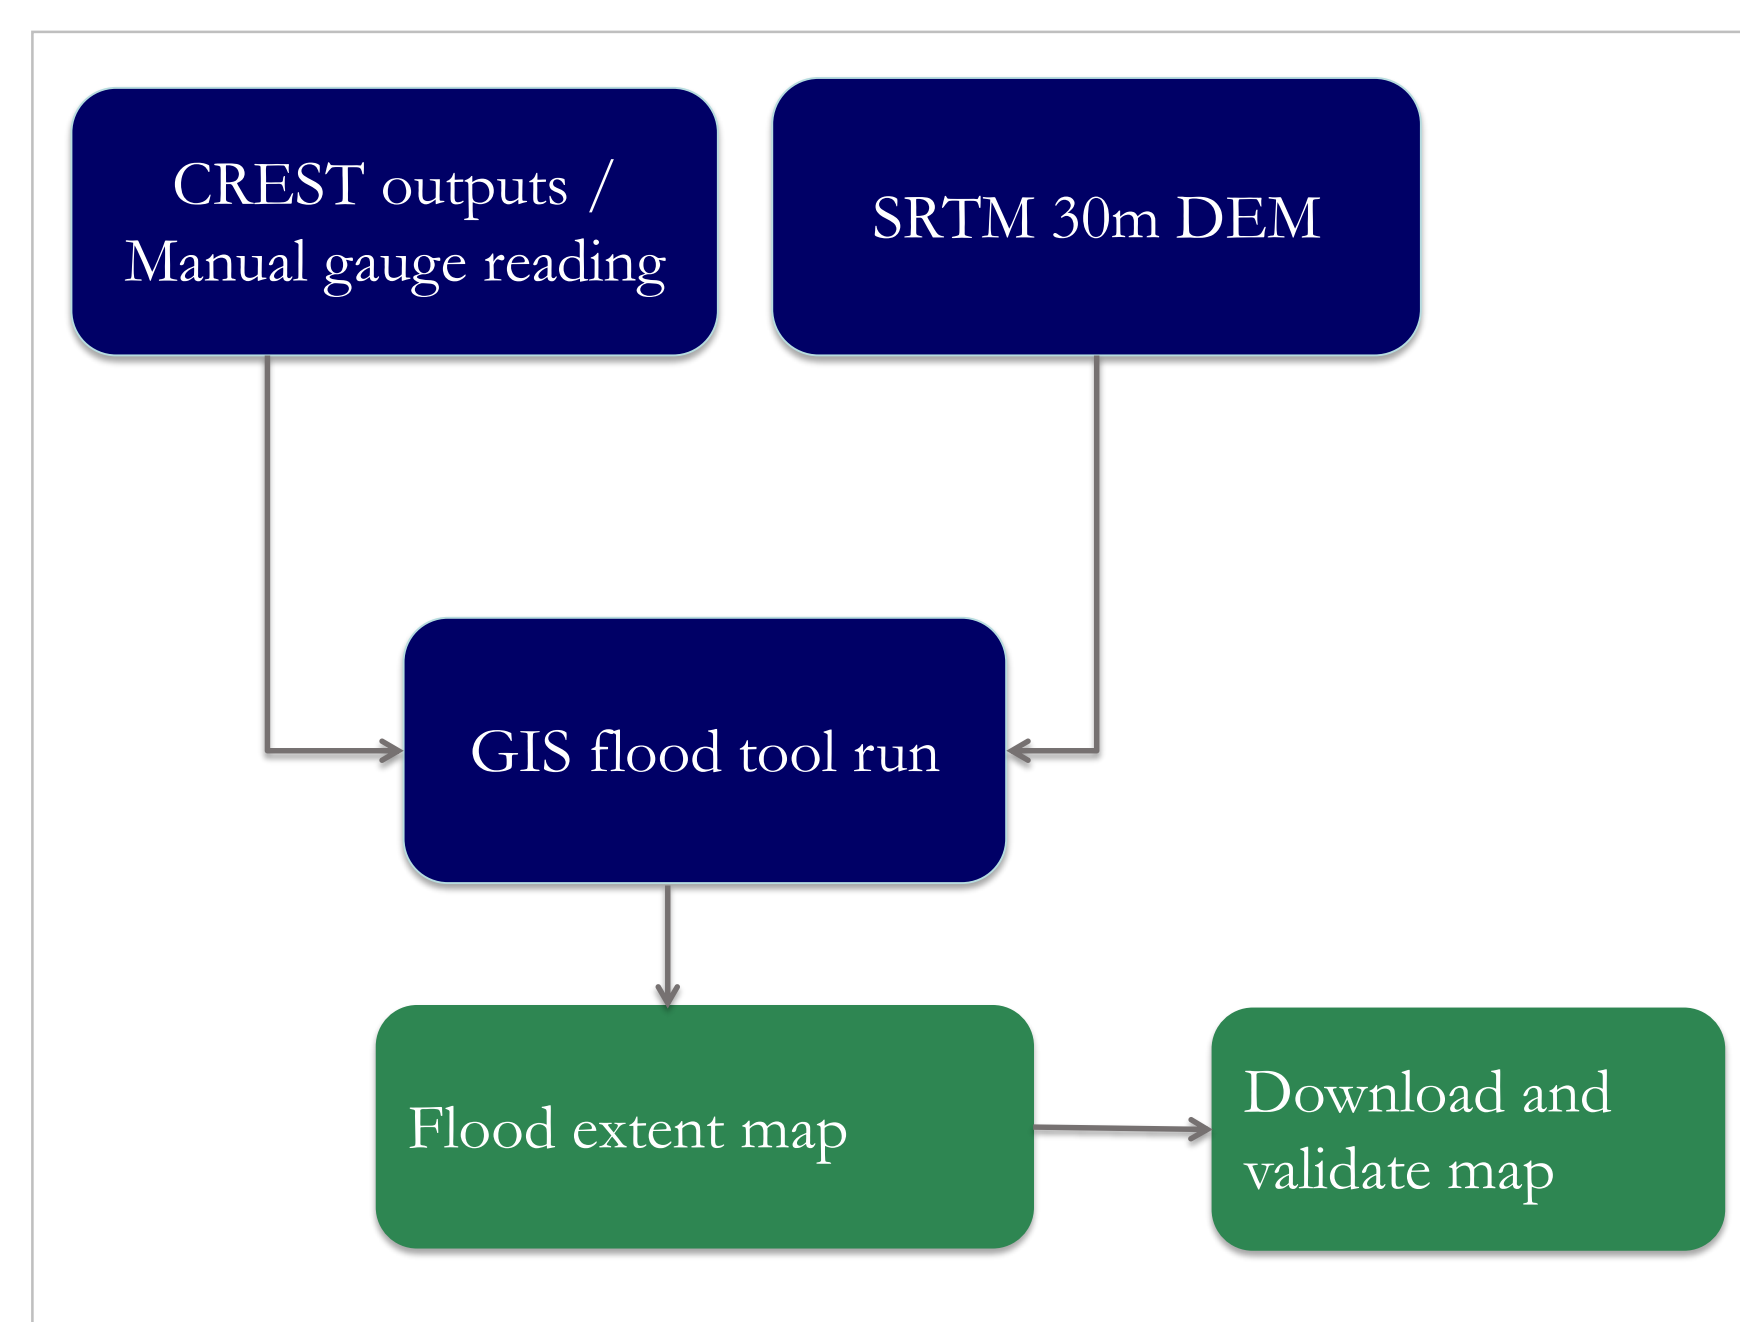 CREST outputs /
Manual gauge reading
SRTM 30m DEM
GIS flood tool run
Flood extent map
Download and
validate map